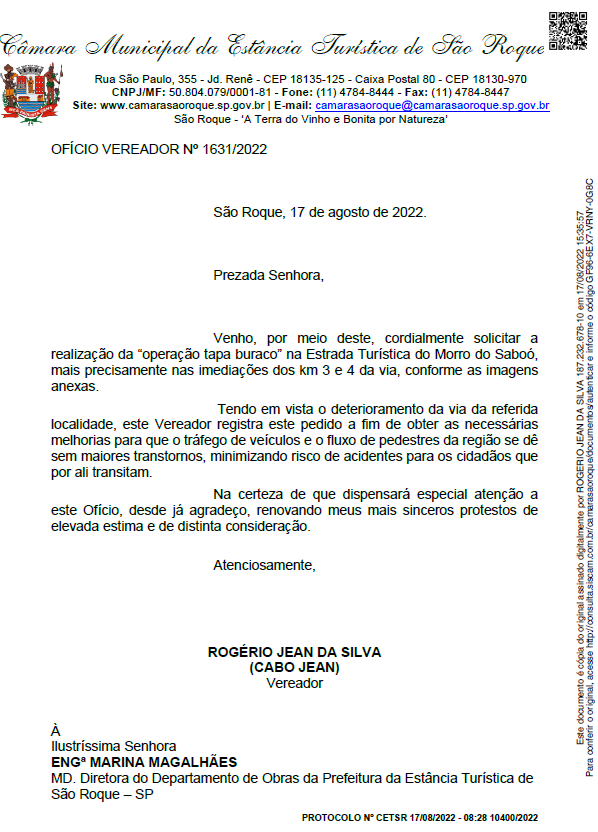 Câmara Municipal da Estância Turística de São Roque
Rua São Paulo, 355 - Jd. Renê - CEP 18135-125 - Caixa Postal 80 - CEP 18130-970
CNPJ/MF: 50.804.079/0001-81 - Fone: (11) 4784-8444 - Fax: (11) 4784-8447
Site: www.camarasaoroque.sp.gov.br | E-mail: camarasaoroque@camarasaoroque.sp.gov.br
São Roque - ‘A Terra do Vinho e Bonita por Natureza’
OFÍCIO VEREADOR Nº 1631/2022
São Roque, 17 de agosto de 2022.
Prezada Senhora,
Venho, por meio deste, cordialmente solicitar a
realização da “operação tapa buraco” na Estrada Turística do Morro do Saboó,
mais precisamente nas imediações dos km 3 e 4 da via, conforme as imagens
anexas.
Tendo em vista o deterioramento da via da referida
localidade, este Vereador registra este pedido a fim de obter as necessárias
melhorias para que o tráfego de veículos e o fluxo de pedestres da região se dê
sem maiores transtornos, minimizando risco de acidentes para os cidadãos que
por ali transitam.
Na certeza de que dispensará especial atenção a
este Ofício, desde já agradeço, renovando meus mais sinceros protestos de
elevada estima e de distinta consideração.
Atenciosamente,
ROGÉRIO JEAN DA SILVA
(CABO JEAN)
Vereador
À
Ilustríssima Senhora
ENGª MARINA MAGALHÃES
MD. Diretora do Departamento de Obras da Prefeitura da Estância Turística de
São Roque – SP
PROTOCOLO Nº CETSR 17/08/2022 - 08:28 10400/2022
Este documento é cópia do original assinado digitalmente por ROGERIO JEAN DA SILVA 187.232.678-10 em 17/08/2022 15:35:57
Para conferir o original, acesse http://consulta.siscam.com.br/camarasaoroque/documentos/autenticar e informe o código GF96-6EX7-VRNY-0G8C